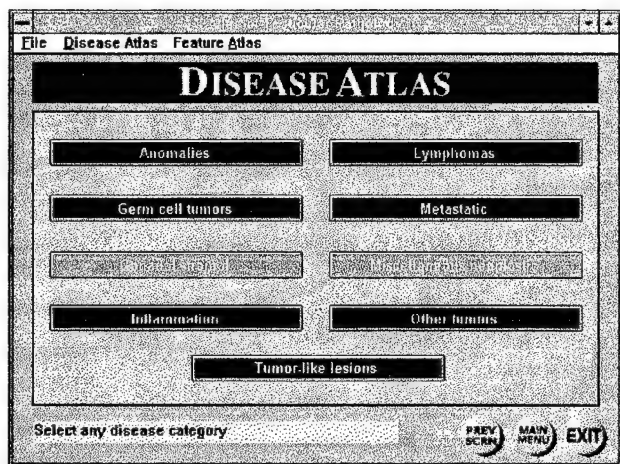 File Disease Atlas Feature Atlas
DISEASE ATLAS
Anomalies Lymphomas
Germ cell tumors Metastatic
Inflammation Other tumors
Tumor-like lesions
Select any disease category
PREV SCRN MAIN MENU EXIT